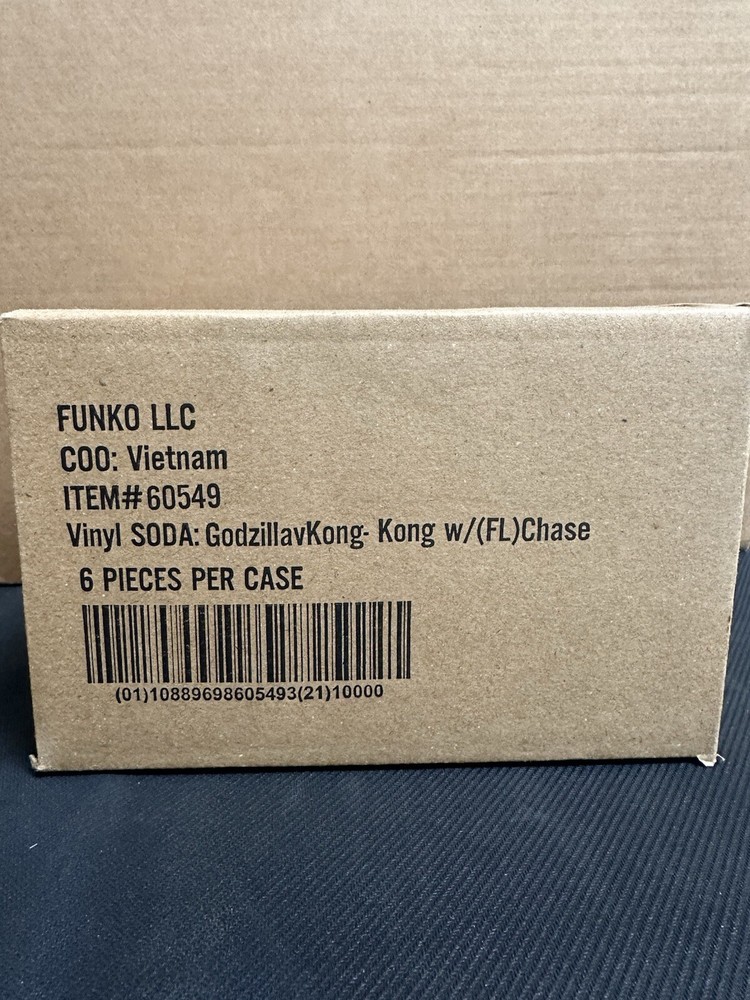 FUNKO LLC
COO: Vietnam
ITEM#60549
Vinyl SODA: GodzillavKong- Kong w/(FL)Chase
6 PIECES PER CASE
(01)10889698605493(21)10000